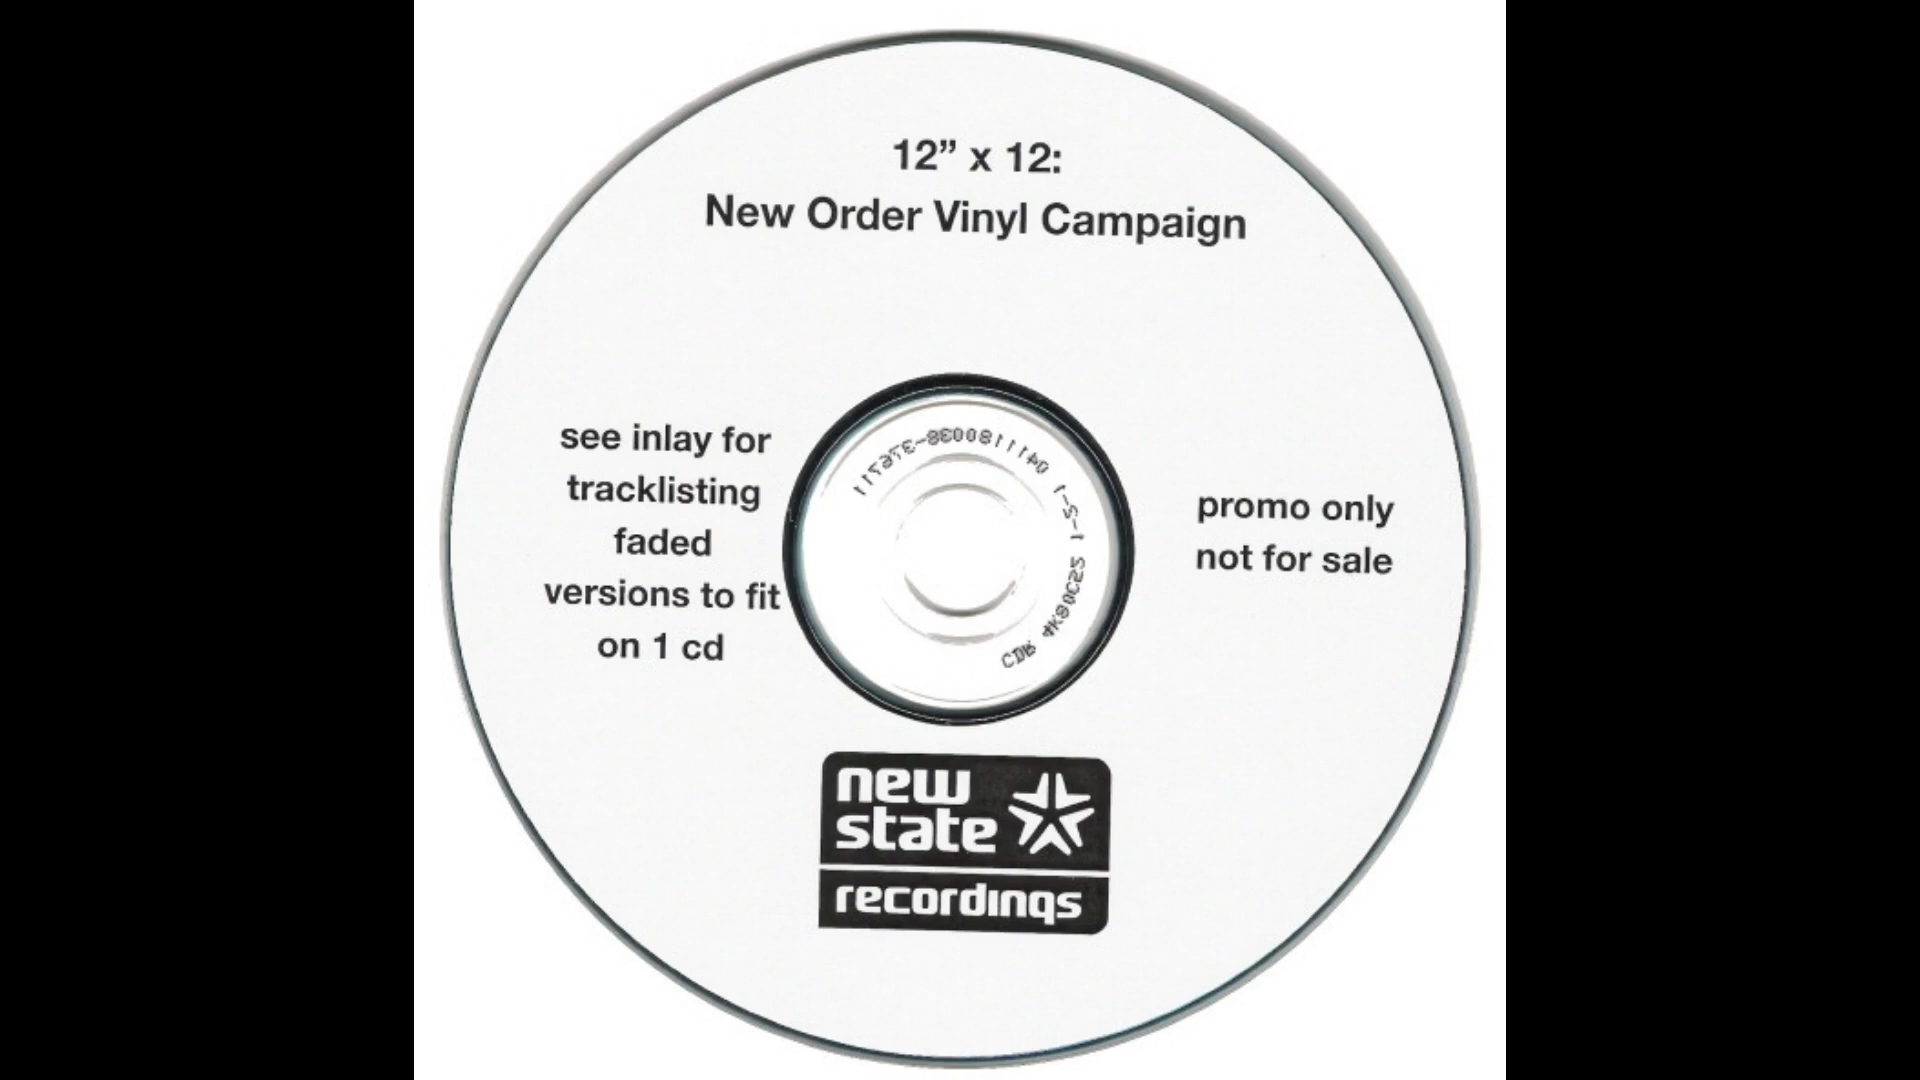 12” x 12:
New Order Vinyl Campaign
see inlay for
tracklisting
faded
versions to fit
on 1 cd
promo only
not for sale
new
state
recordings